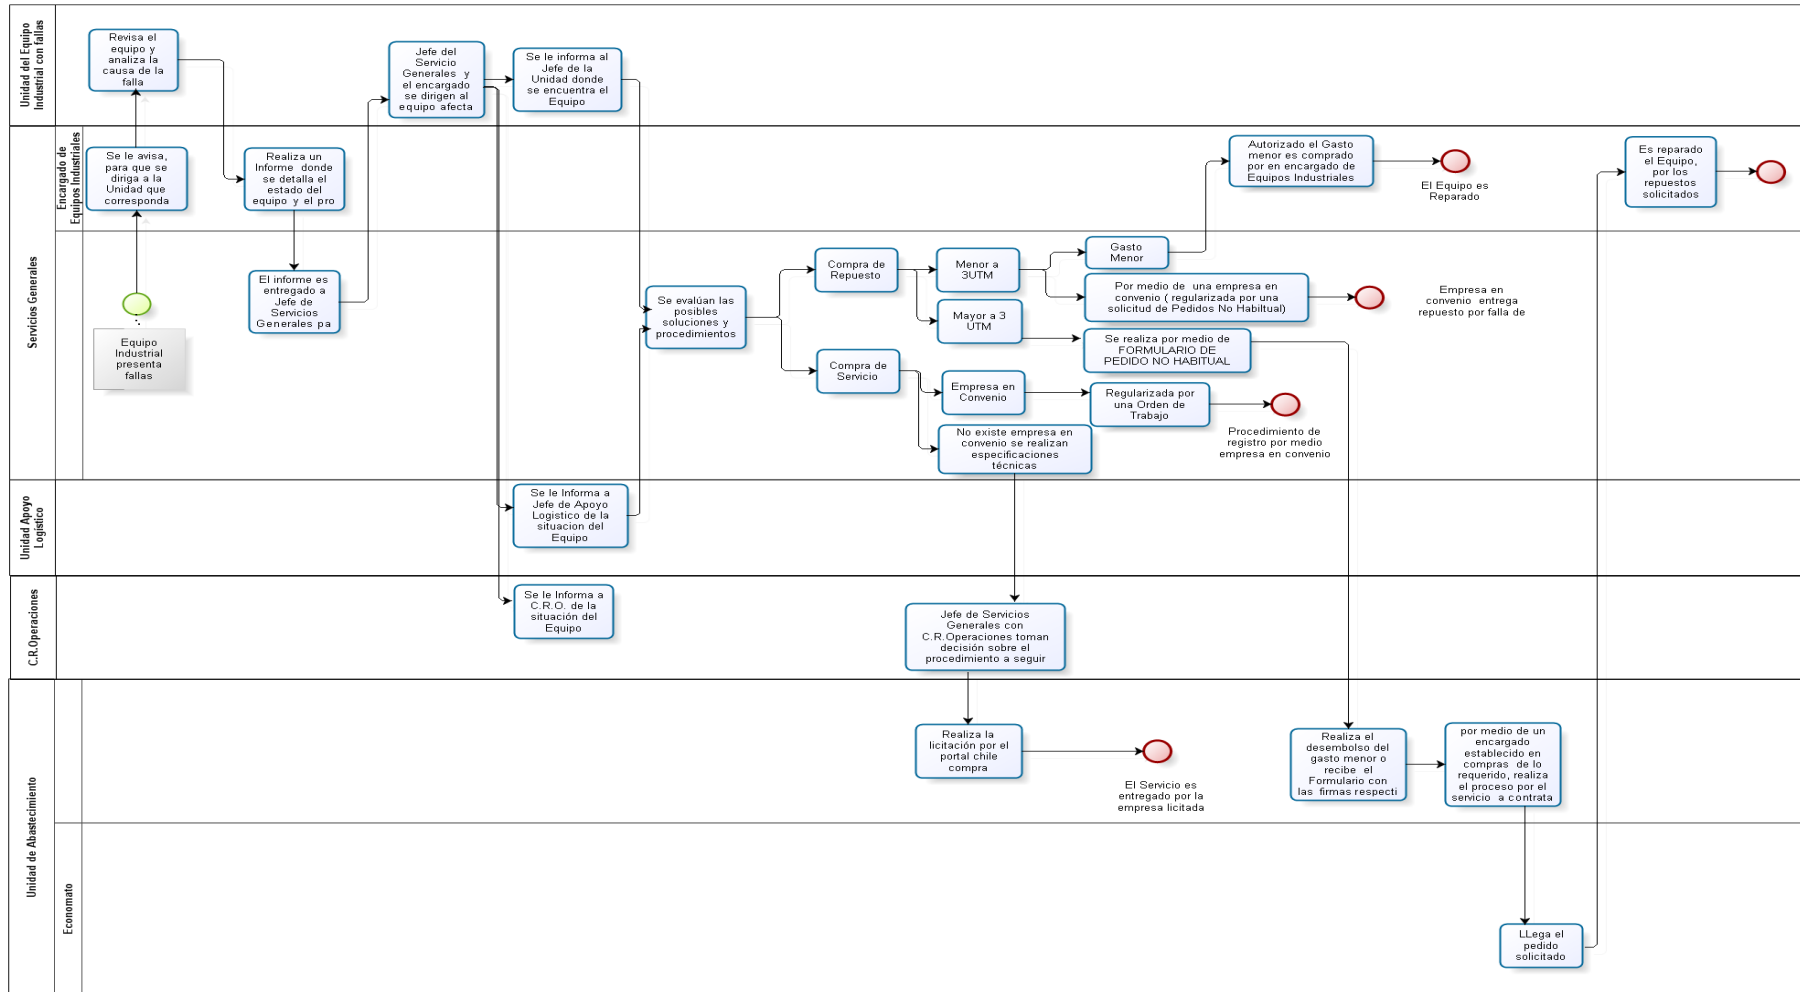 Unidad del Equipo
Industrial con fallas
Revisa el
equipo y
analiza la
causa de la
falla
Jefe del
Servicio
Generales y
el encargado
se dirigen al
equipo afecta
Se le informa al
Jefe de la
Unidad donde
se encuentra el
Equipo
Servicios Generales
Encargado de
Equipos Industriales
Se le avisa,
para que se
diriga a la
Unidad que
corresponda
Realiza un
Informe donde
se detalla el
estado del
equipo y el pro
Autorizado el Gasto
menor es comprado
por en encargado de
Equipos Industriales
El Equipo es
Reparado
Es reparado
el Equipo,
por los
repuestos
solicitados
Equipo
Industrial
presenta
fallas
El informe es
entregado a
Jefe de
Servicios
Generales pa
Se evalúan las
posibles
soluciones y
procedimientos
Compra de
Repuesto
Menor a
3UTM
Gasto
Menor
Por medio de una empresa en
convenio ( regularizada por una
solicitud de Pedidos No Habiltual)
Empresa en
convenio entrega
repuesto por falla de
Mayor a 3
UTM
Se realiza por medio de
FORMULARIO DE
PEDIDO NO HABITUAL
Compra de
Servicio
Empresa en
Convenio
Regularizada por
una Orden de
Trabajo
Procedimiento de
registro por medio
empresa en convenio
No existe empresa en
convenio se realizan
especificaciones
técnicas
Unidad Apoyo
Logístico
Se le Informa a
Jefe de Apoyo
Logistico de la
situacion del
Equipo
C.R.Operaciones
Se le Informa a
C.R.O. de la
situación del
Equipo
Jefe de Servicios
Generales con
C.R.Operaciones toman
decisión sobre el
procedimiento a seguir
Unidad de Abastecimiento
Realiza la
licitación por el
portal chile
compra
El Servicio es
entregado por la
empresa licitada
Realiza el
desembolso del
gasto menor o
recibe el
Formulario con
las firmas respecti
por medio de un
encargado
establecido en
compras de lo
requerido, realiza
el proceso por el
servicio a contrata
Economato
LLega el
pedido
solicitado